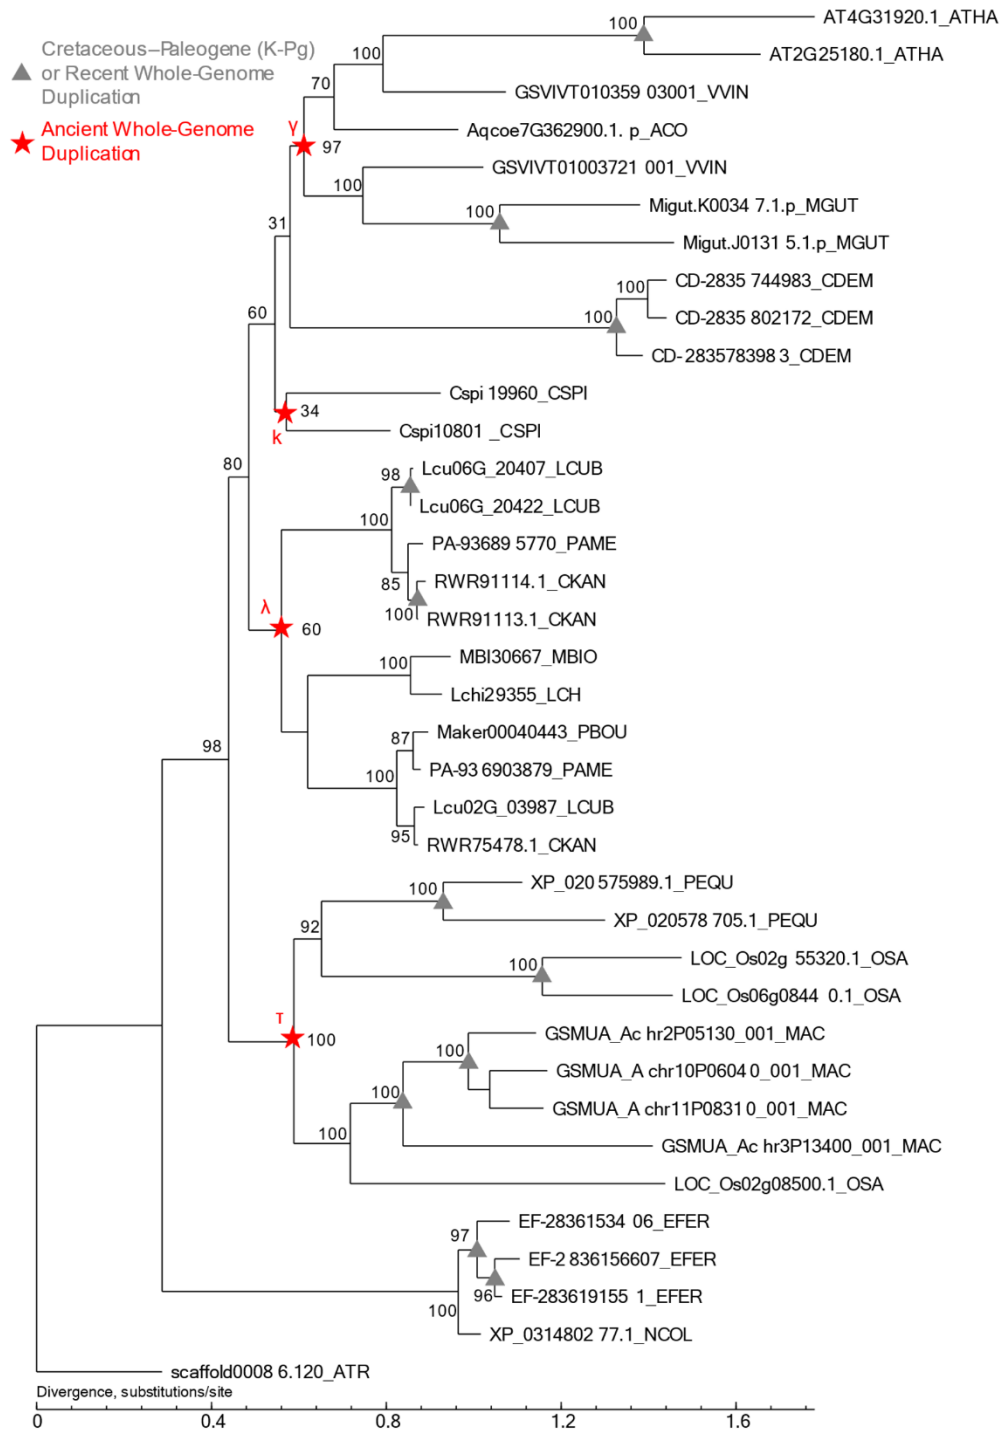 Cretaceous–Paleogene (K-Pg)
or Recent Whole-Genome
Duplication
Ancient Whole-Genome
Duplication
100
AT4G31920.1_ATHA
AT2G25180.1_ATHA
100
GSVIVT010359 03001_VVIN
70
Aqcoe7G362900.1. p_ACO
γ
97
GSVIVT01003721 001_VVIN
100
Migut.K0034 7.1.p_MGUT
100
Migut.J0131 5.1.p_MGUT
31
CD-2835 744983_CDEM
100
CD-2835 802172_CDEM
100
CD-283578398 3_CDEM
60
Cspi 19960_CSPI
34
k
Cspi10801 _CSPI
80
Lcu06G_20407_LCUB
98
Lcu06G_20422_LCUB
100
PA-93689 5770_PAME
85
RWR91114.1_CKAN
100
RWR91113.1_CKAN
λ
60
MBI30667_MBIO
100
Lchi29355_LCH
Maker00040443_PBOU
87
PA-93 6903879_PAME
100
Lcu02G_03987_LCUB
95
RWR75478.1_CKAN
98
XP_020 575989.1_PEQU
100
XP_020578 705.1_PEQU
92
LOC_Os02g 55320.1_OSA
100
LOC_Os06g0844 0.1_OSA
τ
100
GSMUA_Ac hr2P05130_001_MAC
100
GSMUA_A chr10P0604 0_001_MAC
GSMUA_A chr11P0831 0_001_MAC
100
GSMUA_Ac hr3P13400_001_MAC
100
LOC_Os02g08500.1_OSA
EF-28361534 06_EFER
97
EF-2 836156607_EFER
96
EF-283619155 1_EFER
100
XP_0314802 77.1_NCOL
scaffold0008 6.120_ATR
Divergence, substitutions/site
0 0.4 0.8 1.2 1.6